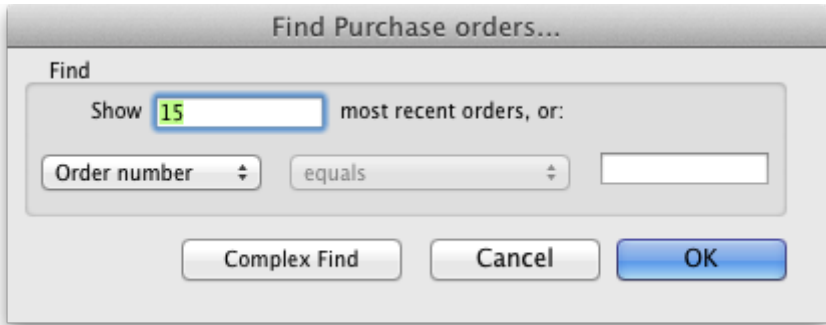 Find Purchase orders...
Find
Show 15 most recent orders, or:
Order number equals
Complex Find Cancel OK